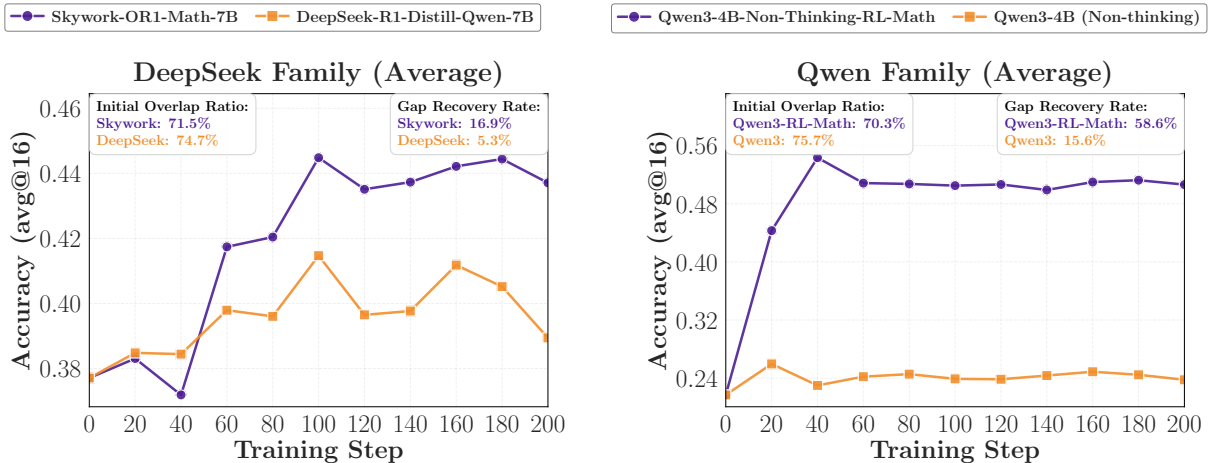 Skywork-OR1-Math-7B DeepSeek-R1-Distill-Qwen-7B
DeepSeek Family (Average)
Initial Overlap Ratio:
Skywork: 71.5%
DeepSeek: 74.7%
Gap Recovery Rate:
Skywork: 16.9%
DeepSeek: 5.3%
Accuracy (avg@16)
0.46
0.44
0.42
0.40
0.38
0 20 40 60 80 100 120 140 160 180 200
Training Step
Qwen3-4B-Non-Thinking-RL-Math Qwen3-4B (Non-thinking)
Qwen Family (Average)
Initial Overlap Ratio:
Qwen3-RL-Math: 70.3%
Qwen3: 75.7%
Gap Recovery Rate:
Qwen3-RL-Math: 58.6%
Qwen3: 15.6%
Accuracy (avg@16)
0.56
0.48
0.40
0.32
0.24
0 20 40 60 80 100 120 140 160 180 200
Training Step